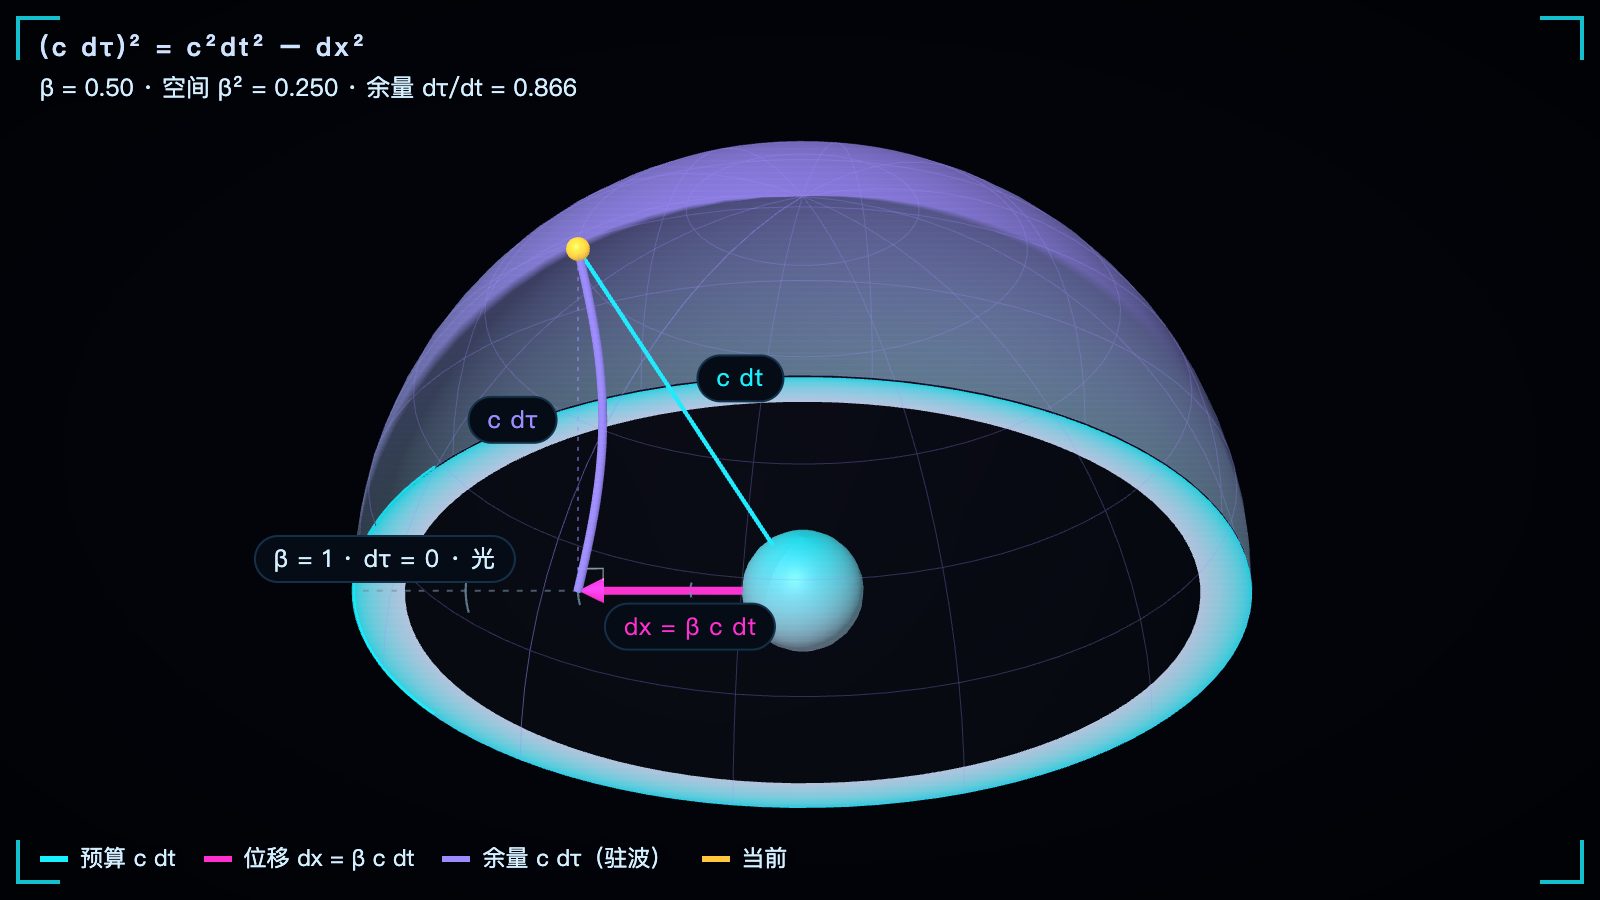 (c dτ)² = c²dt² − dx²
β = 0.50 · 空间 β² = 0.250 · 余量 dτ/dt = 0.866
c dt
c dτ
β = 1 · dτ = 0 · 光
dx = β c dt
预算 c dt
位移 dx = β c dt
余量 c dτ（驻波）
当前